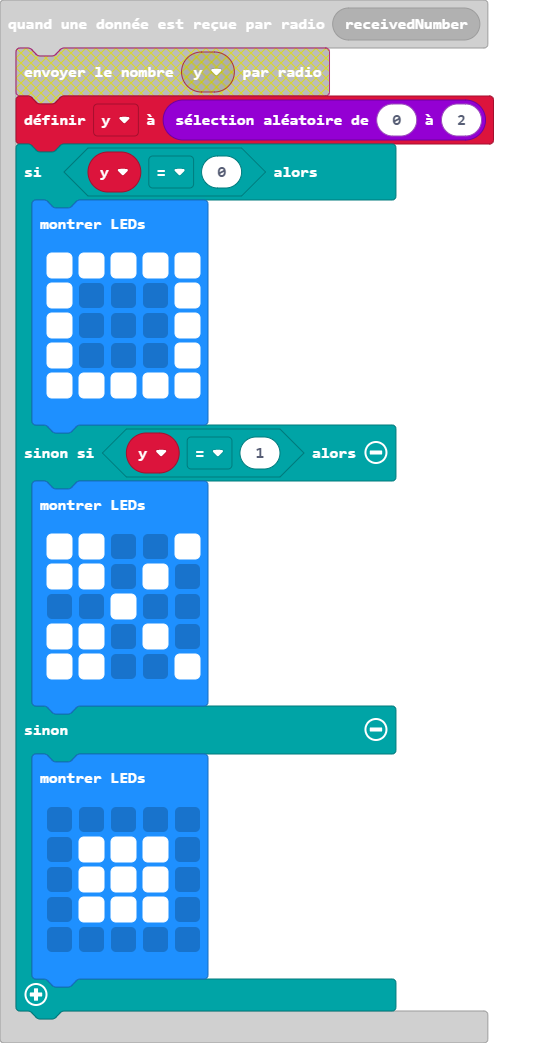 quand une donnée est reçue par radio receivedNumber
envoyer le nombre y par radio
définir y à sélection aléatoire de 0 à 2
si y = 0 alors
montrer LEDs
sinon si y = 1 alors
montrer LEDs
sinon
montrer LEDs